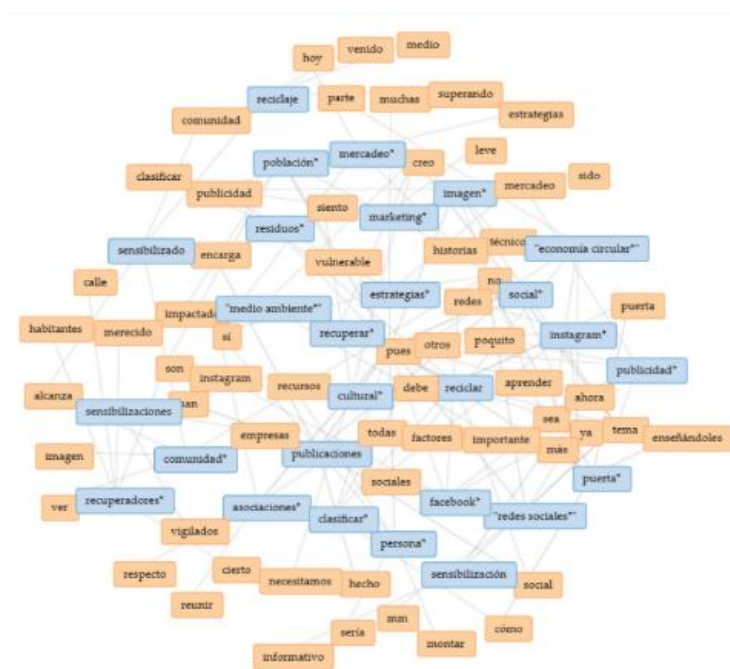 medio
venido
hoy
superando
reciclaje
parte
muchas
estrategias
comunidad
mercadeo*
leve
población*
creo
sido
clasificar
publicidad
imagen*
mercadeo
siento
marketing*
residuos*
técnico
sensibilizado
encarga
historias
"economía circular*"
vulnerable
calle
no
estrategias*
social*
redes
puerta
impactado
"medio ambiente*"
habitantes
merecido
sí
recuperar*
instagram*
pues
otros
poquito
son
publicidad*
instagram
recursos
debe
reciclar
aprender
alcanza
cultural*
ahora
sensibilizaciones
sea
empresas
todas
factores
importante
ya
tema
enseñándoles
imagen
comunidad*
publicaciones
más
sociales
puerta*
ver
recuperadores*
asociaciones*
facebook*
clasificar*
"redes sociales*"
vigilados
persona*
respecto
cierto
necesitamos
hecho
sensibilización
social
reunir
mm
sería
cómo
montar
informativo